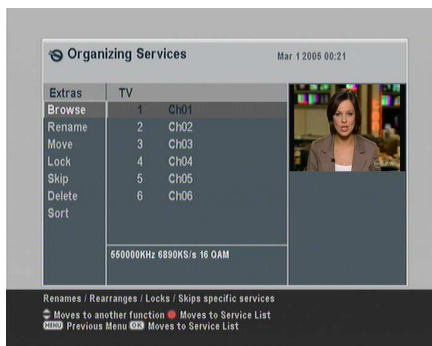 Organizing Services
Mar 1 2005 00:21
Extras
TV
Browse 1 Ch01
Rename 2 Ch02
Move 3 Ch03
Lock 4 Ch04
Skip 5 Ch05
Delete 6 Ch06
Sort
550000KHz 6890KS/s 16 QAM
Renames / Rearranges / Locks / Skips specific services
Moves to another function Moves to Service List
MENU Previous Menu OK Moves to Service List